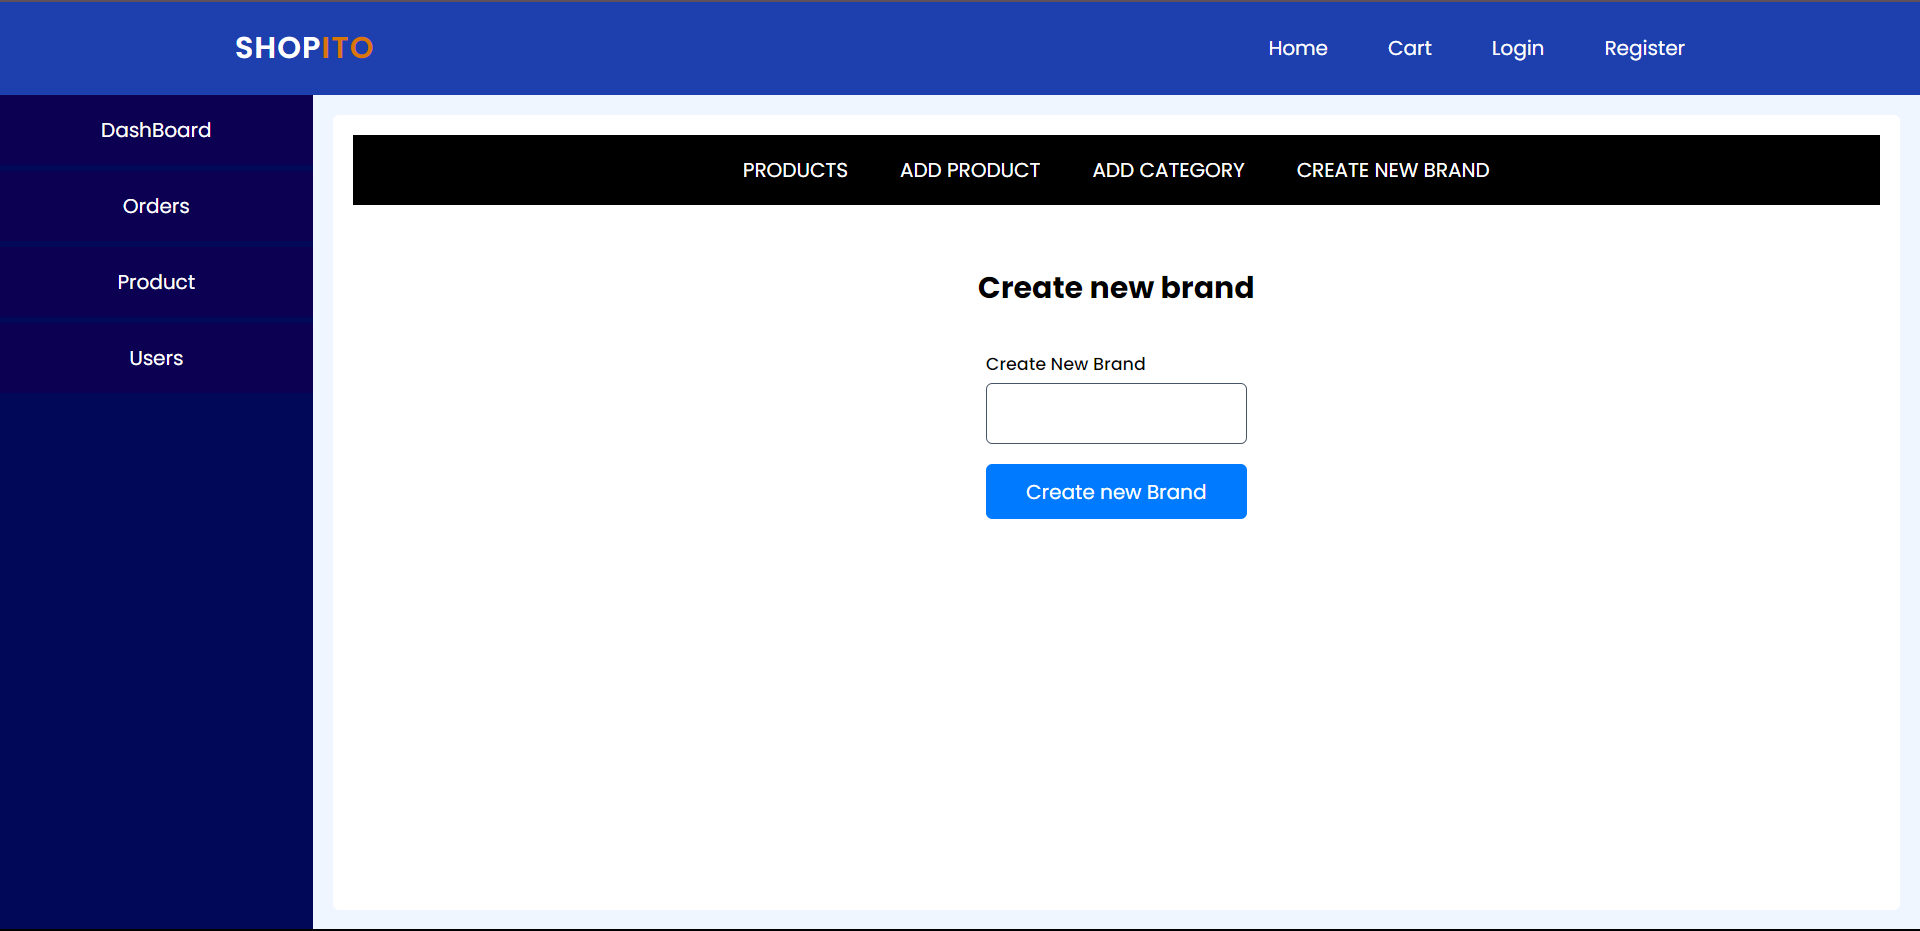 SHOPITO
Home Cart Login Register
DashBoard
Orders
Product
Users
PRODUCTS ADD PRODUCT ADD CATEGORY CREATE NEW BRAND
Create new brand
Create New Brand
Create new Brand